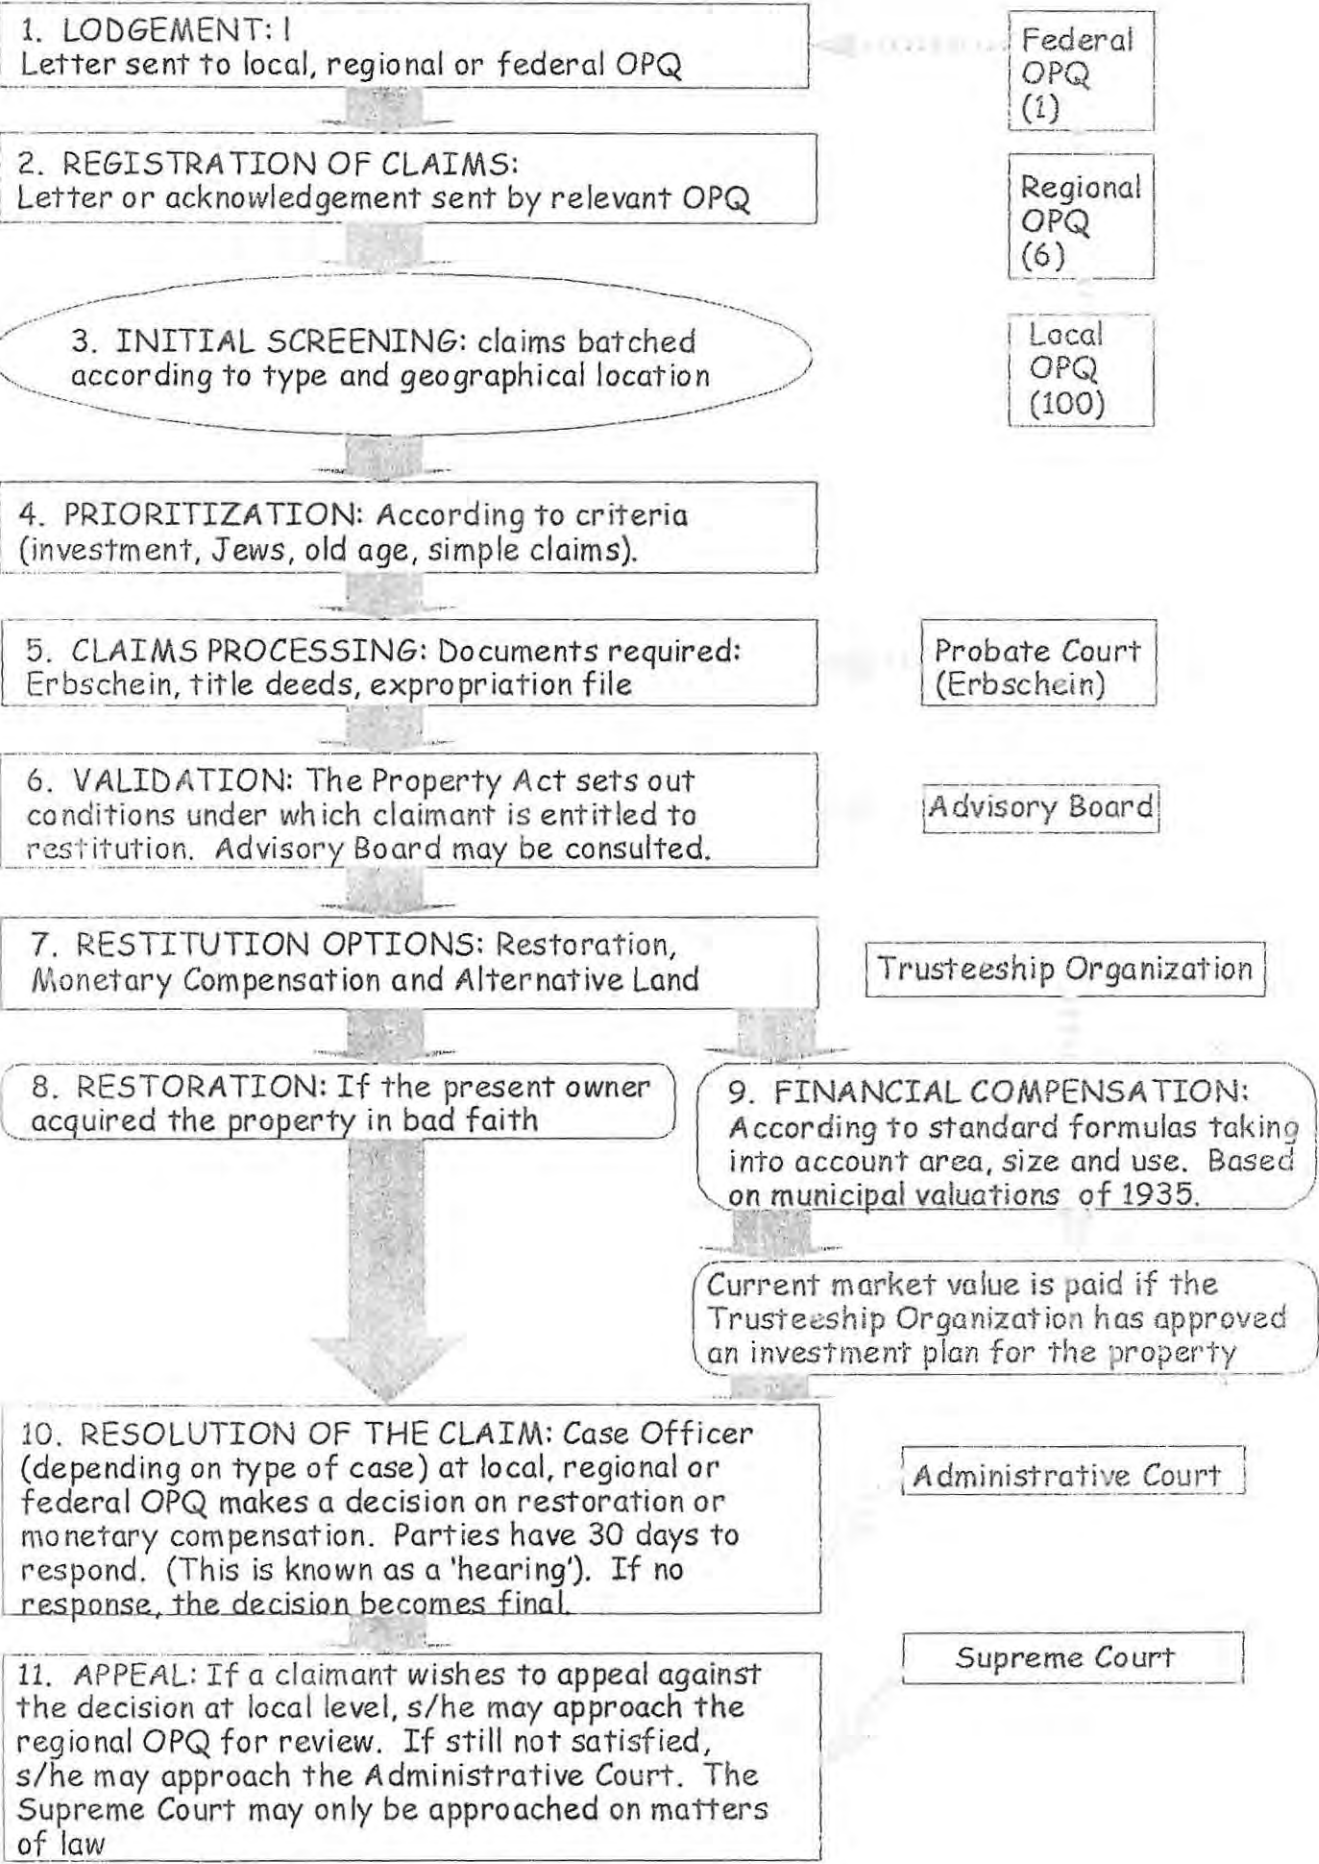 1. LODGEMENT: l
Letter sent to local, regional or federal OPQ
Federal
OPQ
(1)
2. REGISTRATION OF CLAIMS:
Letter or acknowledgement sent by relevant OPQ
Regional
OPQ
(6)
3. INITIAL SCREENING: claims batched
according to type and geographical location
Local
OPQ
(100)
4. PRIORITIZATION: According to criteria
(investment, Jews, old age, simple claims).
5. CLAIMS PROCESSING: Documents required:
Erbschein, title deeds, expropriation file
Probate Court
(Erbschein)
6. VALIDATION: The Property Act sets out
conditions under which claimant is entitled to
restitution. Advisory Board may be consulted.
Advisory Board
7. RESTITUTION OPTIONS: Restoration,
Monetary Compensation and Alternative Land
Trusteeship Organization
8. RESTORATION: If the present owner
acquired the property in bad faith
9. FINANCIAL COMPENSATION:
According to standard formulas taking
into account area, size and use. Based
on municipal valuations of 1935.
Current market value is paid if the
Trusteeship Organization has approved
an investment plan for the property
10. RESOLUTION OF THE CLAIM: Case Officer
(depending on type of case) at local, regional or
federal OPQ makes a decision on restoration or
monetary compensation. Parties have 30 days to
respond. (This is known as a 'hearing'). If no
response, the decision becomes final.
Administrative Court
11. APPEAL: If a claimant wishes to appeal against
the decision at local level, s/he may approach the
regional OPQ for review. If still not satisfied,
s/he may approach the Administrative Court. The
Supreme Court may only be approached on matters
of law
Supreme Court